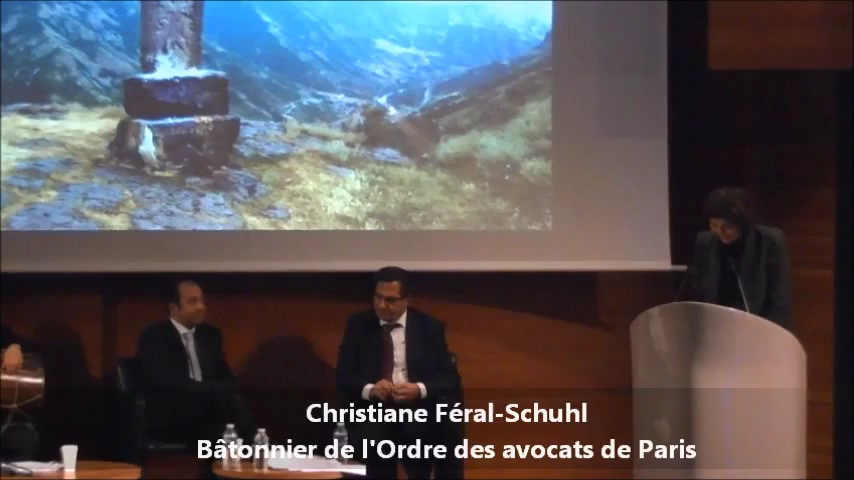 Christiane Féral-Schuhl
Bâtonnier de l'Ordre des avocats de Paris